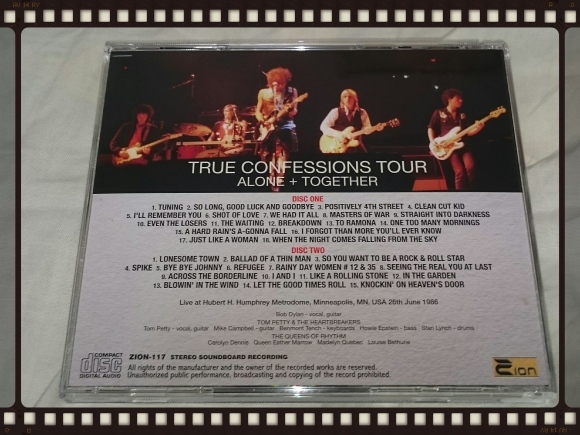 TRUE CONFESSIONS TOUR
ALONE + TOGETHER
DISC ONE
1. TUNING 2. SO LONG, GOOD LUCK AND GOODBYE 3. POSITIVELY 4TH STREET 4. CLEAN CUT KID
5. I'LL REMEMBER YOU 6. SHOT OF LOVE 7. WE HAD IT ALL 8. MASTERS OF WAR 9. STRAIGHT INTO DARKNESS
10. EVEN THE LOSERS 11. THE WAITING 12. BREAKDOWN 13. TO RAMONA 14. ONE TOO MANY MORNINGS
15. A HARD RAIN'S A-GONNA FALL 16. I FORGOT THAN MORE YOU'LL EVER KNOW
17. JUST LIKE A WOMAN 18. WHEN THE NIGHT COMES FALLING FROM THE SKY
DISC TWO
1. LONESOME TOWN 2. BALLAD OF A THIN MAN 3. SO YOU WANT TO BE A ROCK & ROLL STAR
4. SPIKE 5. BYE BYE JOHNNY 6. REFUGEE 7. RAINY DAY WOMEN # 12 & 35 8. SEEING THE REAL YOU AT LAST
9. ACROSS THE BORDERLINE 10. I AND I 11. LIKE A ROLLING STONE 12. IN THE GARDEN
13. BLOWIN' IN THE WIND 14. LET THE GOOD TIMES ROLL 15. KNOCKIN' ON HEAVEN'S DOOR
Live at Hubert H. Humphrey Metrodome, Minneapolis, MN, USA 26th June 1986
Bob Dylan - vocal, guitar
TOM PETTY & THE HEARTBREAKERS
Tom Petty - vocal, guitar Mike Campbell - guitar Benmont Tench - keyboards Howie Epstein - bass Stan Lynch - drums
THE QUEENS OF RHYTHM
Carolyn Dennis Queen Esther Marrow Madelyn Quebec Louise Bethune
COMPACT
disc
DIGITAL AUDIO
ZION-117 STEREO SOUNDBOARD RECORDING
All rights of the manufacturer and the owner of the recorded works are reserved.
Unauthorized public performance, broadcasting and copying of the record prohibited.
Zion